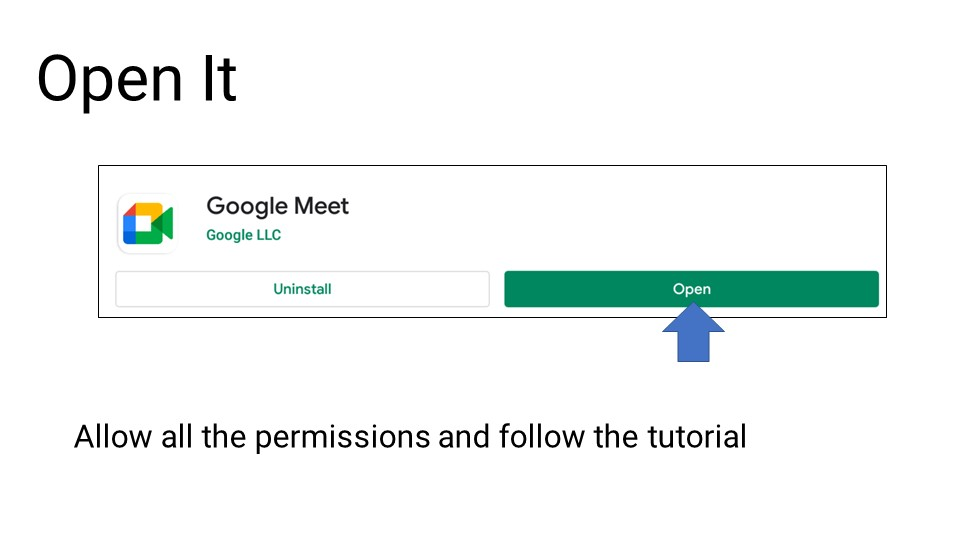 Open It
Google Meet
Google LLC
Uninstall
Open
Allow all the permissions and follow the tutorial